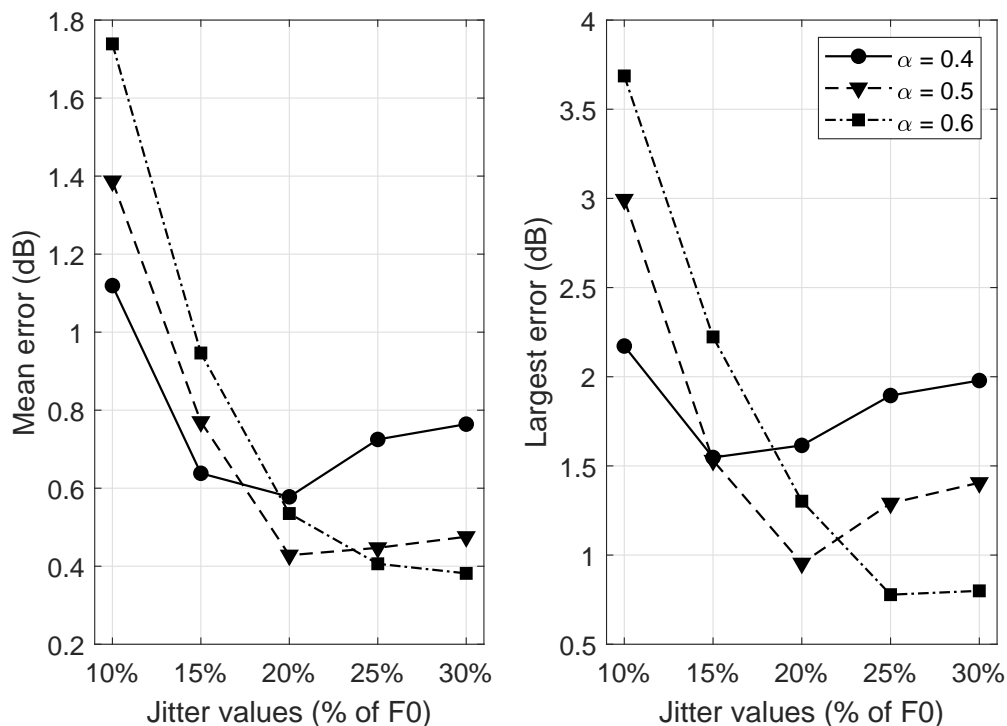 1.8
1.6
1.4
1.2
1
0.8
0.6
0.4
0.2
Mean error (dB)
10% 15% 20% 25% 30%
Jitter values (% of F0)
4
3.5
3
2.5
2
1.5
1
0.5
Largest error (dB)
α = 0.4
α = 0.5
α = 0.6
10% 15% 20% 25% 30%
Jitter values (% of F0)